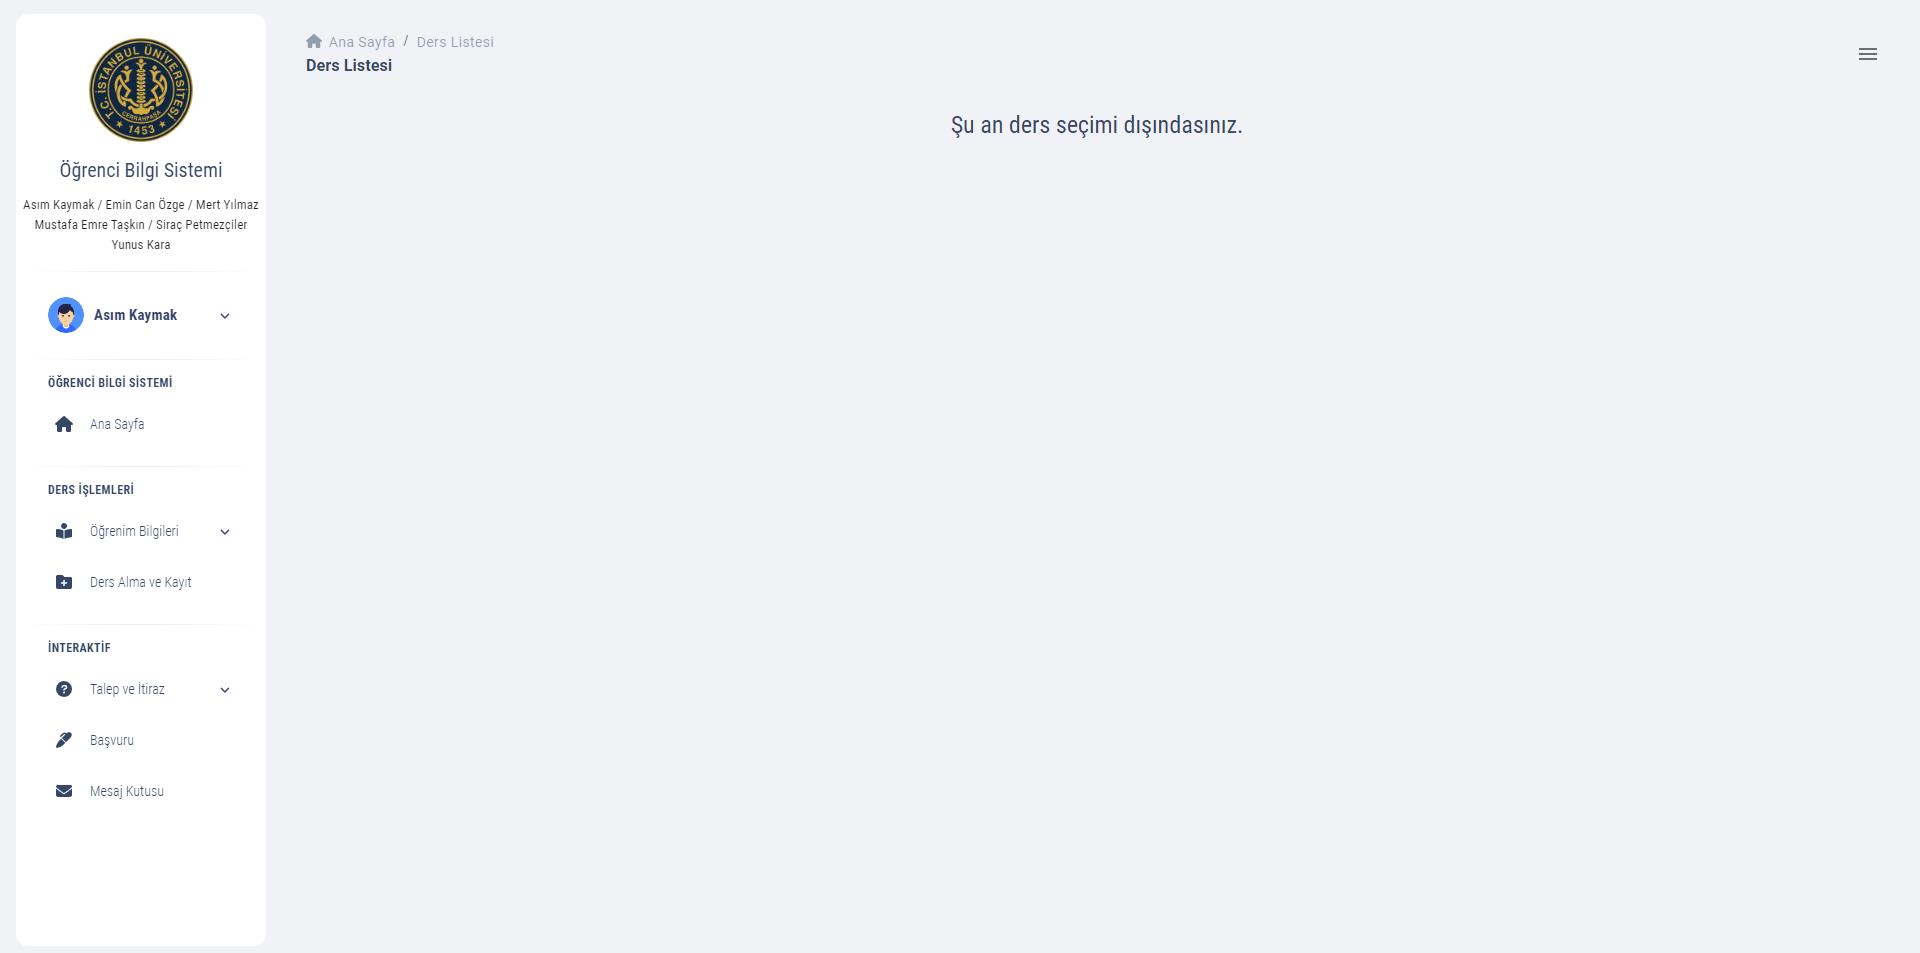 T.C. İSTANBUL ÜNİVERSİTESİ
CERRAHPAŞA
1453
Öğrenci Bilgi Sistemi
Asım Kaymak / Emin Can Özge / Mert Yılmaz
Mustafa Emre Taşkın / Siraç Petmezçiler
Yunus Kara
Asım Kaymak
ÖĞRENCİ BİLGİ SİSTEMİ
Ana Sayfa
DERS İŞLEMLERİ
Öğrenim Bilgileri
Ders Alma ve Kayıt
İNTERAKTİF
Talep ve İtiraz
Başvuru
Mesaj Kutusu
Ana Sayfa / Ders Listesi
Ders Listesi
Şu an ders seçimi dışındasınız.